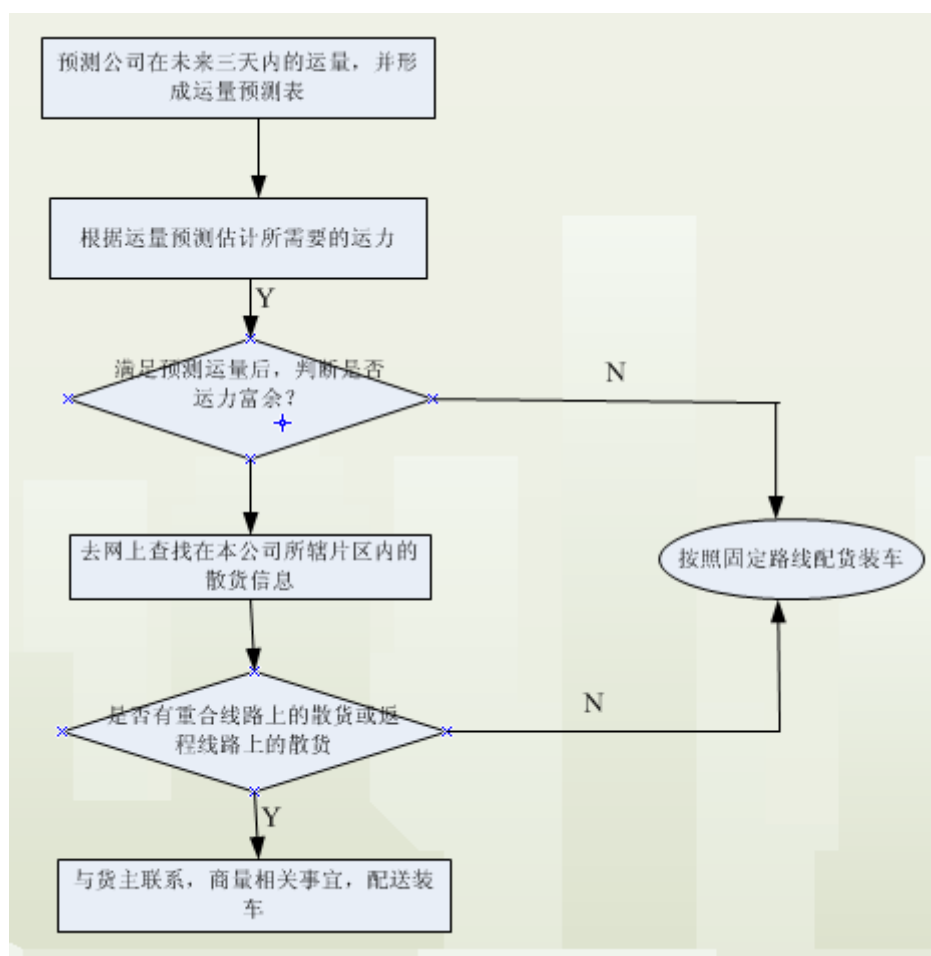 预测公司在未来三天内的运量，并形
成运量预测表
根据运量预测估计所需要的运力
Y
满足预测运量后，判断是否
运力富余？
N
去网上查找在本公司所辖片区内的
散货信息
按照固定路线配货装车
是否有重合线路上的散货或返
程线路上的散货
N
Y
与货主联系，商量相关事宜，配送装
车